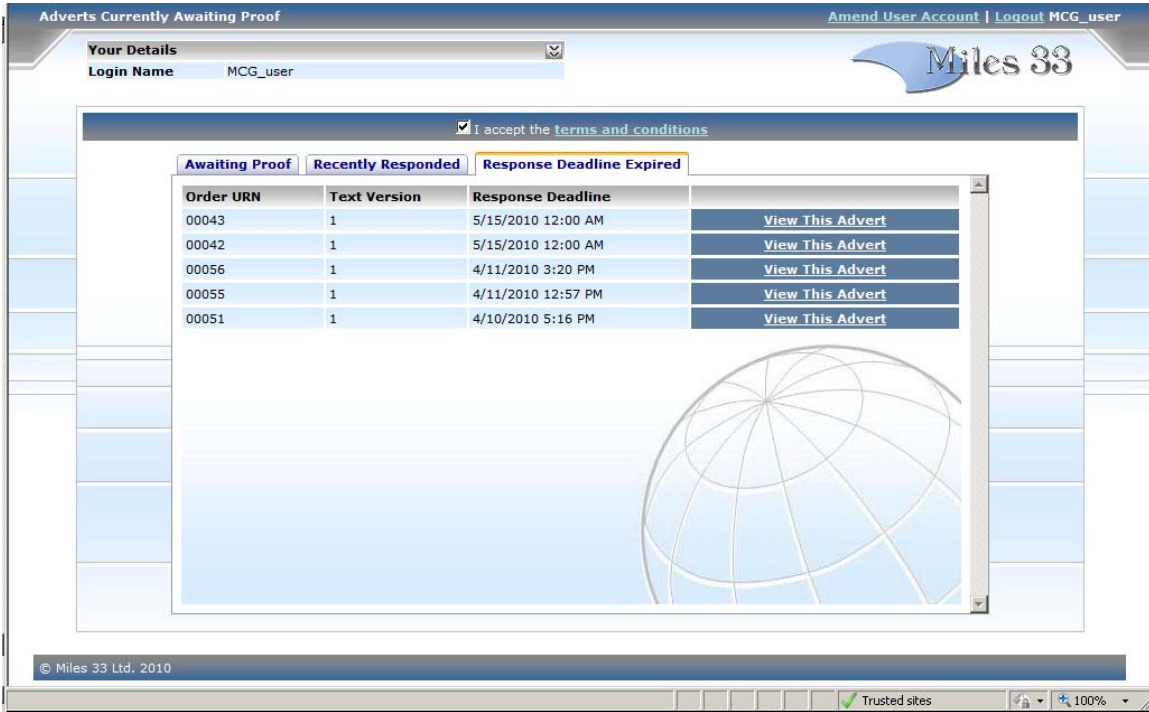 Adverts Currently Awaiting Proof Amend User Account | Logout MCG_user
Your Details
Login Name MCG_user
Miles 33
I accept the terms and conditions
Awaiting Proof Recently Responded Response Deadline Expired
Order URN Text Version Response Deadline
00043 1 5/15/2010 12:00 AM View This Advert
00042 1 5/15/2010 12:00 AM View This Advert
00056 1 4/11/2010 3:20 PM View This Advert
00055 1 4/11/2010 12:57 PM View This Advert
00051 1 4/10/2010 5:16 PM View This Advert
© Miles 33 Ltd. 2010
Trusted sites 100%